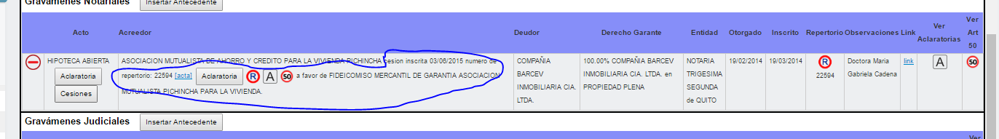 Gravámenes Notariales Insertar Antecedente
Acto Acreedor Deudor Derecho Garante Entidad Otorgado Inscrito Repertorio Observaciones Link Ver Aclaratorias Ver Art 50
HIPOTECA ABIERTA
Aclaratoria
Cesiones
ASOCIACION MUTUALISTA DE AHORRO Y CREDITO PARA LA VIVIENDA PICHINCHA cesion inscrita 03/06/2015 numero de
repertorio: 22594 [acta] Aclaratoria R A 50 a favor de FIDEICOMISO MERCANTIL DE GARANTIA ASOCIACION
MUTUALISTA PICHINCHA PARA LA VIVIENDA.
COMPAÑÍA
BARCEV
INMOBILIARIA CIA.
LTDA.
100.00% COMPAÑIA BARCEV
INMOBILIARIA CIA. LTDA. en
PROPIEDAD PLENA
NOTARIA
TRIGESIMA
SEGUNDA
de QUITO
19/02/2014
19/03/2014
R
22594
Doctora Maria
Gabriela Cadena
link
A
50
Gravámenes Judiciales Insertar Antecedente
Ver